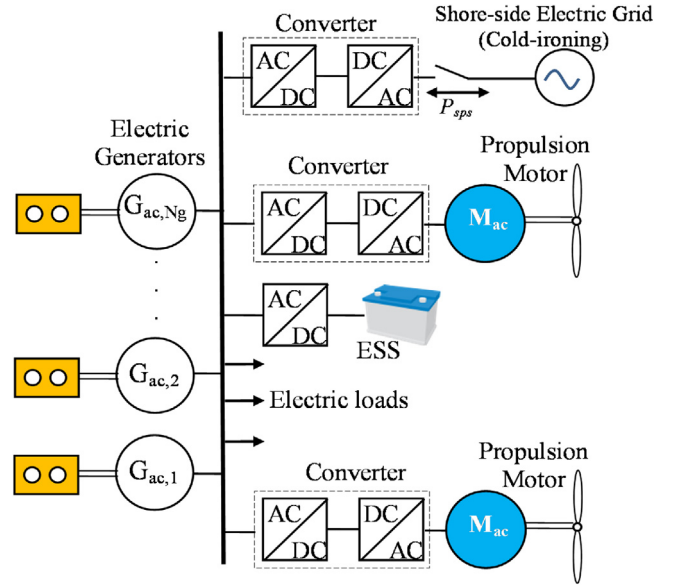 Converter
Shore-side Electric Grid
(Cold-ironing)
AC
DC
DC
AC
Psps
Electric
Generators
Gac,Ng
Converter
AC
DC
DC
AC
Propulsion
Motor
Mac
AC
DC
ESS
Gac,2
Electric loads
Gac,1
Converter
AC
DC
DC
AC
Propulsion
Motor
Mac